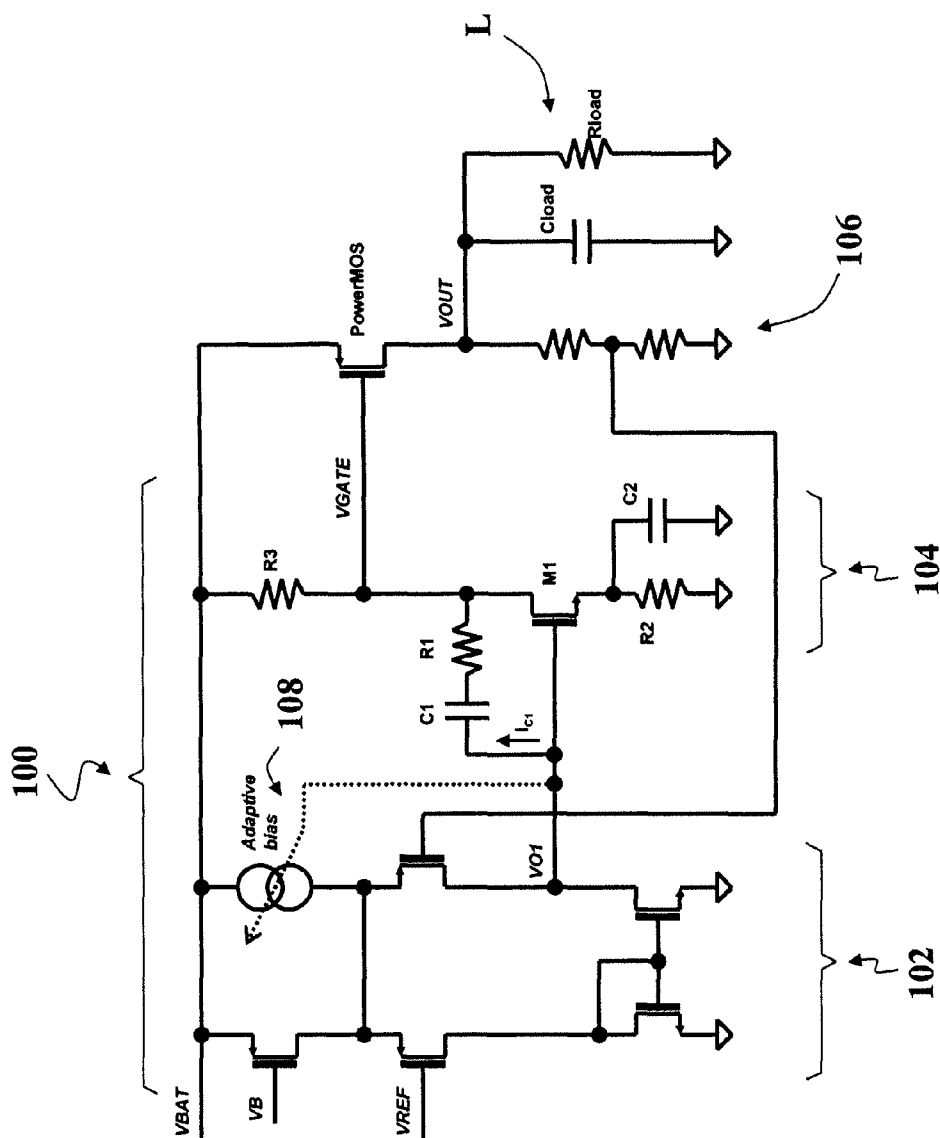 100
VBAT
VB
Adaptive
bias
108
R3
VGATE
PowerMOS
L
VREF
VO1
C1
R1
IC1
M1
R2
C2
VOUT
Cload
Rload
102
104
106